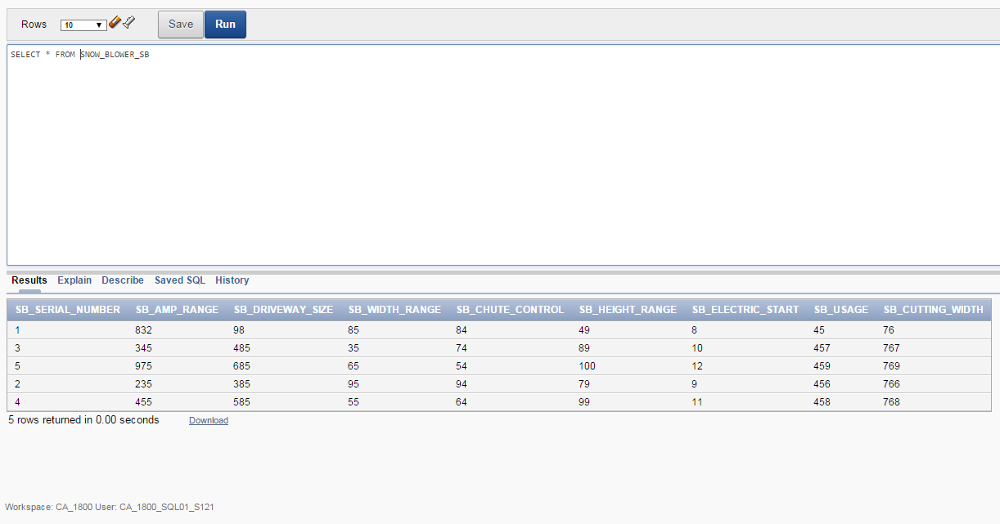 Rows 10 Save Run
SELECT * FROM SNOW_BLOWER_SB
Results Explain Describe Saved SQL History
SB_SERIAL_NUMBER SB_AMP_RANGE SB_DRIVEWAY_SIZE SB_WIDTH_RANGE SB_CHUTE_CONTROL SB_HEIGHT_RANGE SB_ELECTRIC_START SB_USAGE SB_CUTTING_WIDTH
1 832 98 85 84 49 8 45 76
3 345 485 35 74 89 10 457 767
5 975 685 65 54 100 12 459 769
2 235 385 95 94 79 9 456 766
4 455 585 55 64 99 11 458 768
5 rows returned in 0.00 seconds Download
Workspace: CA_1800 User: CA_1800_SQL01_S121